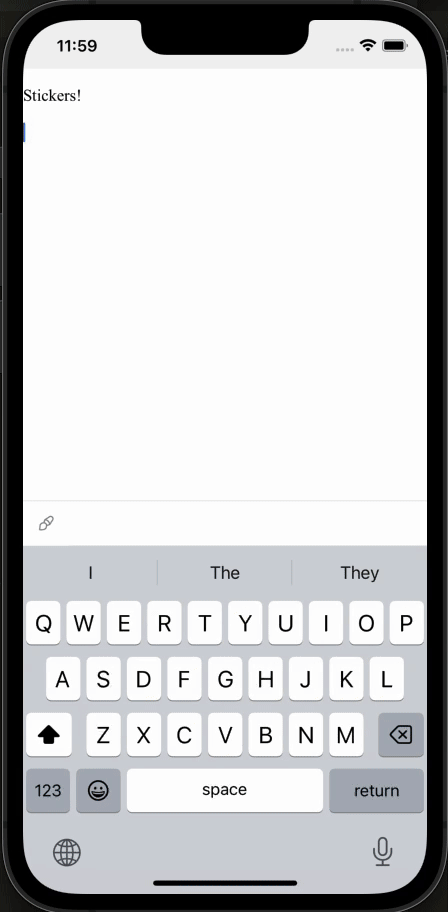 11:59
Stickers!
I The They
Q W E R T Y U I O P
A S D F G H J K L
Z X C V B N M
123 space return